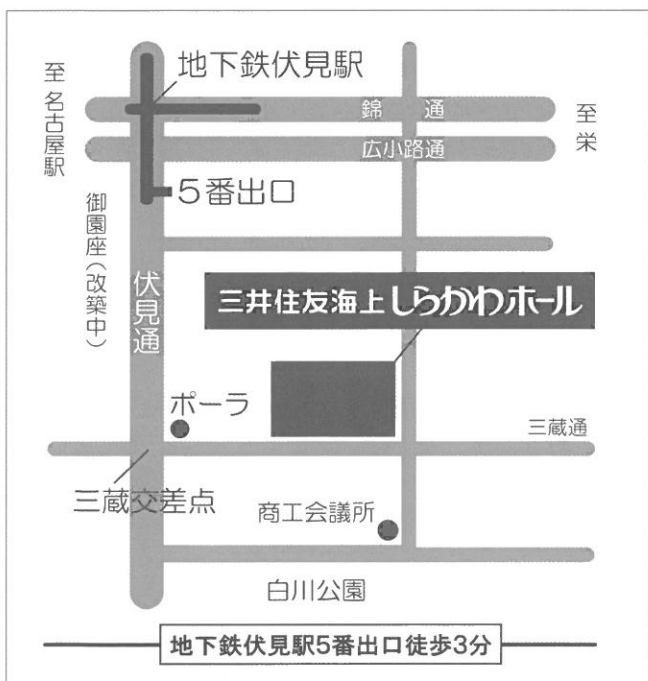 地下鉄伏見駅
至名古屋駅
錦通
至栄
広小路通
5番出口
御園座(改築中)
伏見通
三井住友海上しらかわホール
ポーラ
三蔵通
三蔵交差点
商工会議所
白川公園
地下鉄伏見駅5番出口徒歩3分